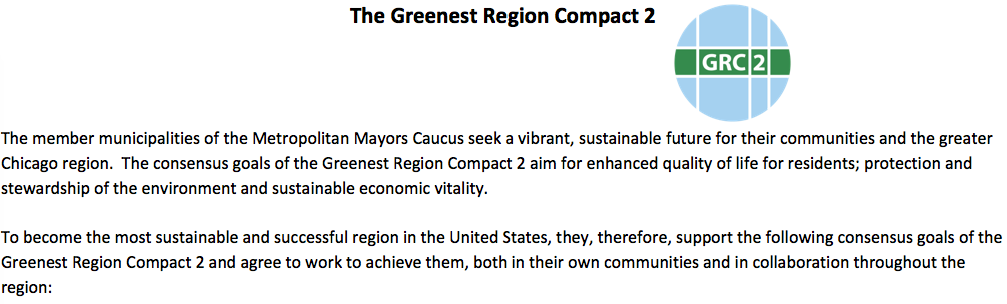 The Greenest Region Compact 2
GRC 2
The member municipalities of the Metropolitan Mayors Caucus seek a vibrant, sustainable future for their communities and the greater
Chicago region.  The consensus goals of the Greenest Region Compact 2 aim for enhanced quality of life for residents; protection and
stewardship of the environment and sustainable economic vitality.
To become the most sustainable and successful region in the United States, they, therefore, support the following consensus goals of the
Greenest Region Compact 2 and agree to work to achieve them, both in their own communities and in collaboration throughout the
region: